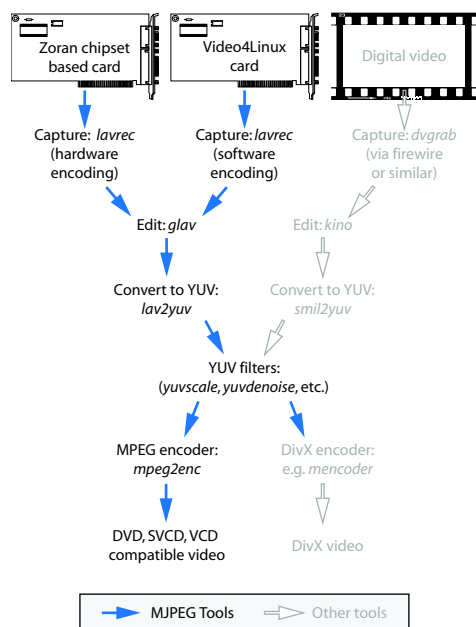 Zoran chipset
based card
Video4Linux
card
Digital video
Capture: lavrec
(hardware
encoding)
Capture: lavrec
(software
encoding)
Capture: dvgrab
(via firewire
or similar)
Edit: glav
Edit: kino
Convert to YUV:
lav2yuv
Convert to YUV:
smil2yuv
YUV filters:
(yuvscale, yuvdenoise, etc.)
MPEG encoder:
mpeg2enc
DivX encoder:
e.g. mencoder
DVD, SVCD, VCD
compatible video
DivX video
MJPEG Tools
Other tools